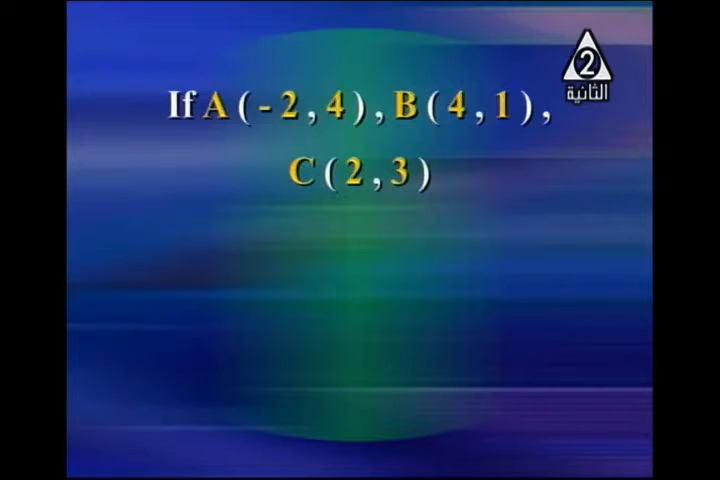 2
الثانية
If A ( - 2 , 4 ) , B ( 4 , 1 ) ,
C ( 2 , 3 )